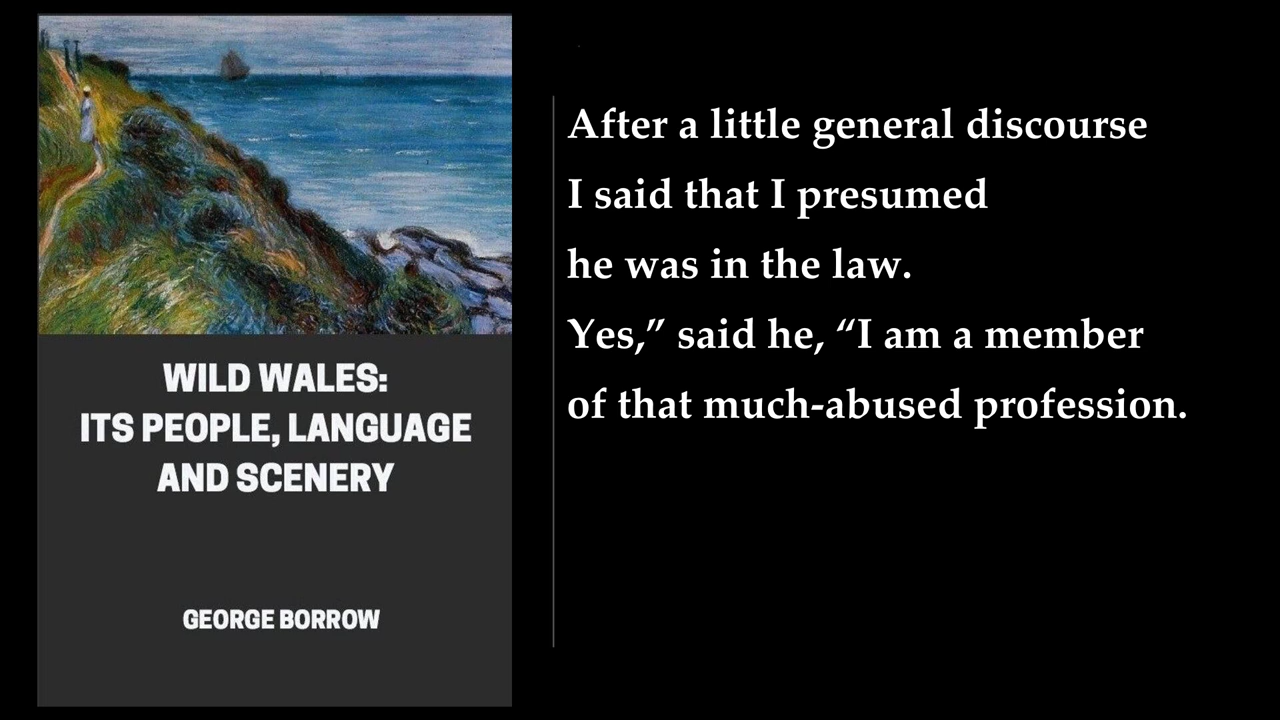 WILD WALES:
ITS PEOPLE, LANGUAGE
AND SCENERY
GEORGE BORROW
After a little general discourse
I said that I presumed
he was in the law.
Yes,” said he, “I am a member
of that much-abused profession.